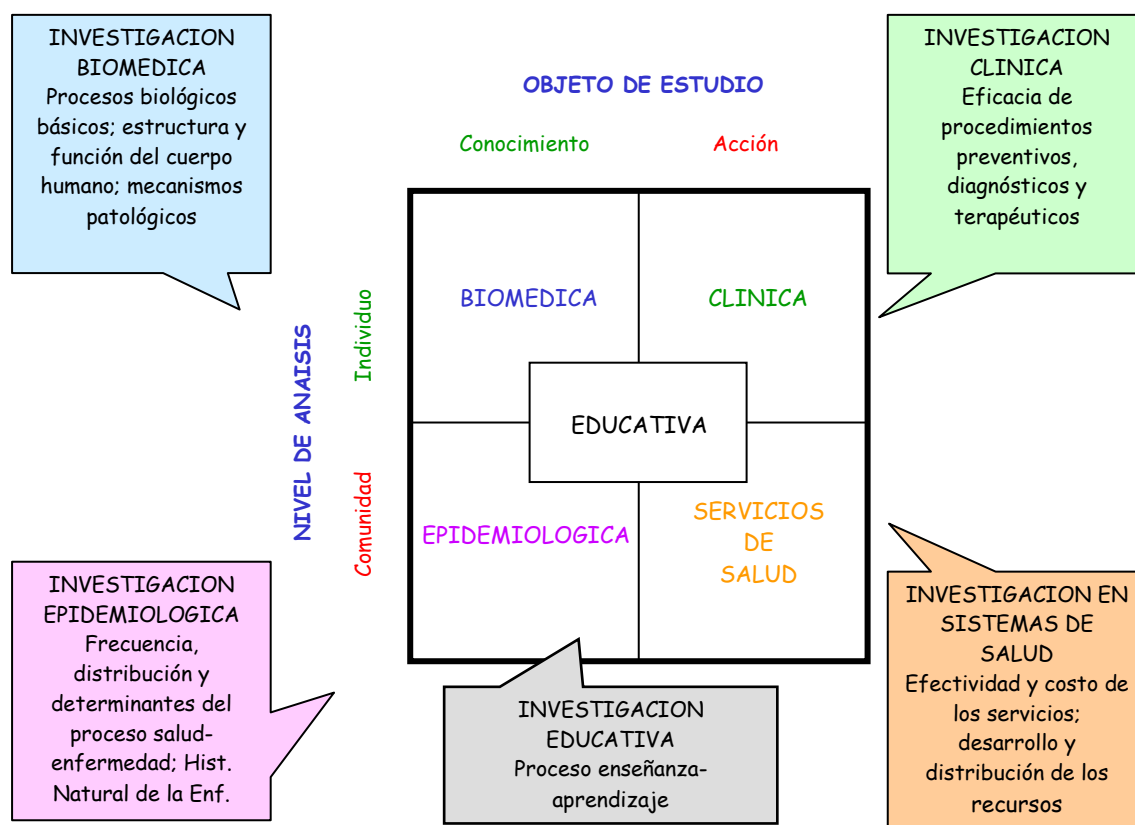 INVESTIGACION
BIOMEDICA
Procesos biológicos
básicos; estructura y
función del cuerpo
humano; mecanismos
patológicos
OBJETO DE ESTUDIO
Conocimiento
Acción
INVESTIGACION
CLINICA
Eficacia de
procedimientos
preventivos,
diagnósticos y
terapéuticos
NIVEL DE ANAISIS
Individuo
Comunidad
BIOMEDICA
CLINICA
EDUCATIVA
EPIDEMIOLOGICA
SERVICIOS
DE
SALUD
INVESTIGACION
EPIDEMIOLOGICA
Frecuencia,
distribución y
determinantes del
proceso salud-
enfermedad; Hist.
Natural de la Enf.
INVESTIGACION
EDUCATIVA
Proceso enseñanza-
aprendizaje
INVESTIGACION EN
SISTEMAS DE
SALUD
Efectividad y costo de
los servicios;
desarrollo y
distribución de los
recursos